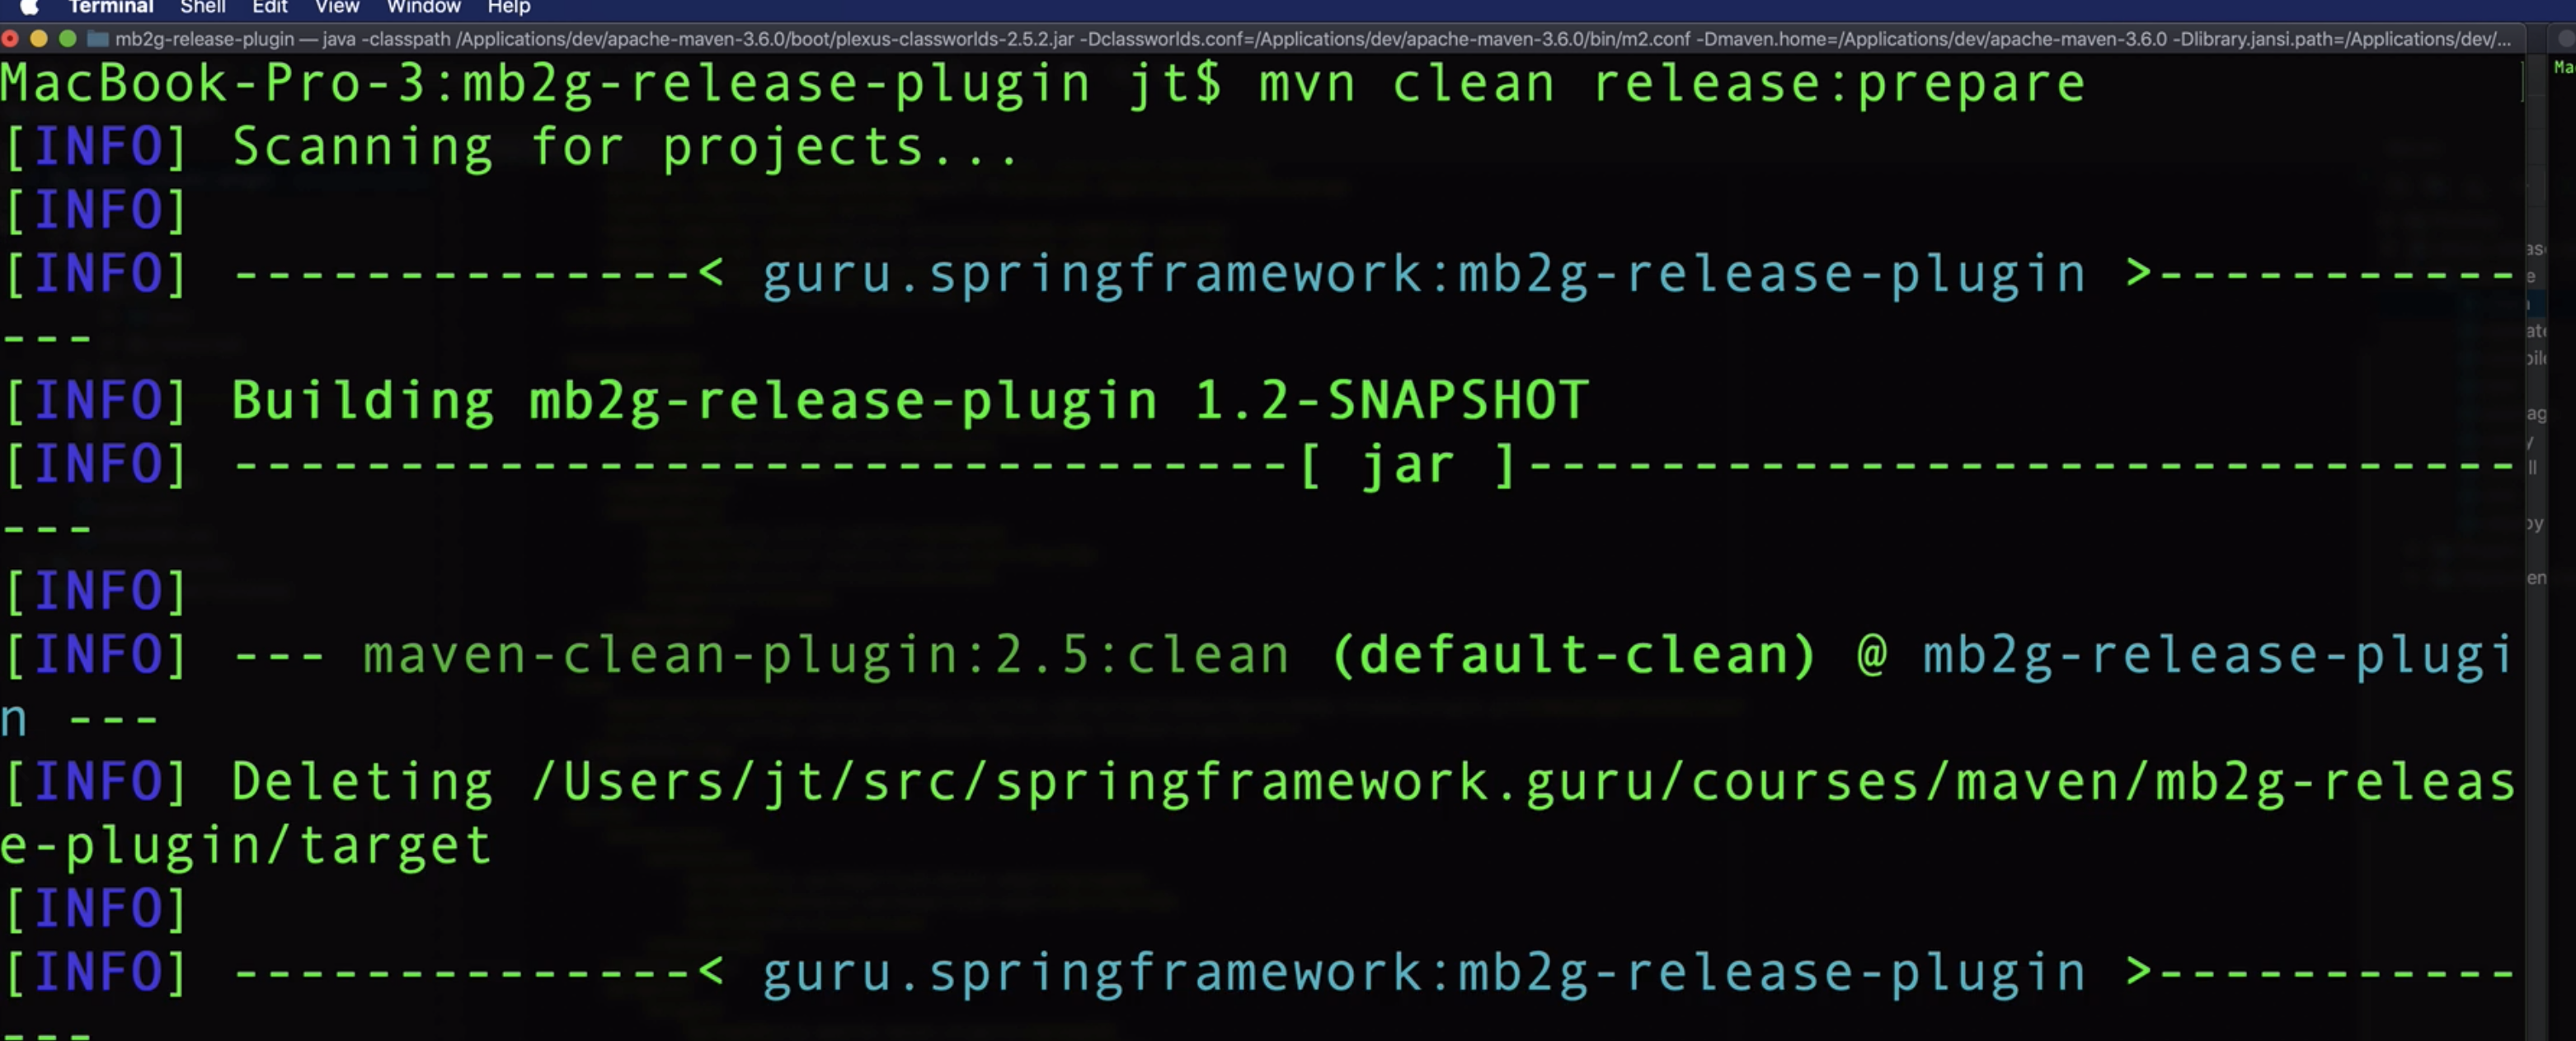 Terminal Shell Edit View Window Help
mb2g-release-plugin — java -classpath /Applications/dev/apache-maven-3.6.0/boot/plexus-classworlds-2.5.2.jar -Dclassworlds.conf=/Applications/dev/apache-maven-3.6.0/bin/m2.conf -Dmaven.home=/Applications/dev/apache-maven-3.6.0 -Dlibrary.jansi.path=/Applications/dev/...
MacBook-Pro-3:mb2g-release-plugin jt$ mvn clean release:prepare
[INFO] Scanning for projects...
[INFO]
[INFO] --------------< guru.springframework:mb2g-release-plugin >-----------
---
[INFO] Building mb2g-release-plugin 1.2-SNAPSHOT
[INFO] --------------------------------[ jar ]------------------------------
---
[INFO]
[INFO] --- maven-clean-plugin:2.5:clean (default-clean) @ mb2g-release-plugi
n ---
[INFO] Deleting /Users/jt/src/springframework.guru/courses/maven/mb2g-releas
e-plugin/target
[INFO]
[INFO] --------------< guru.springframework:mb2g-release-plugin >-----------
---